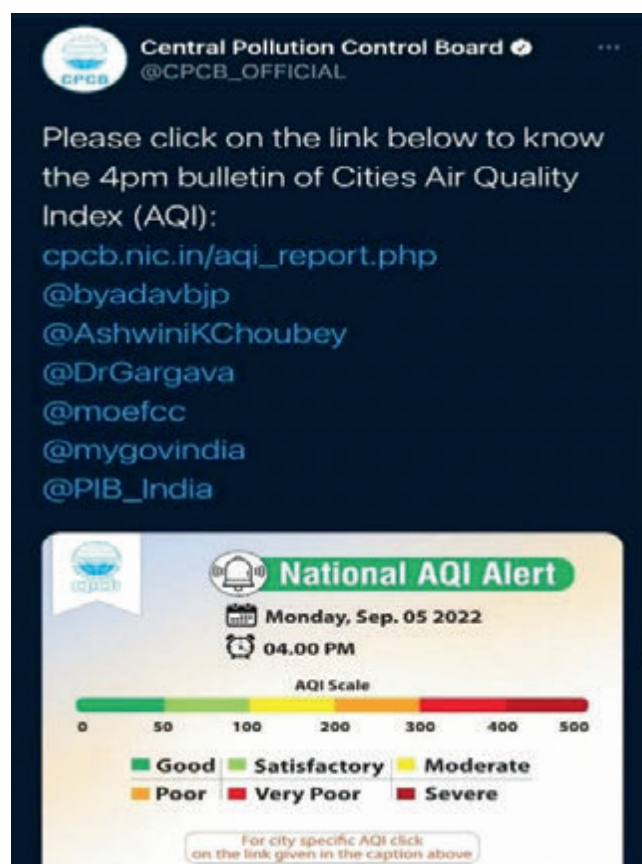 CPCB
Central Pollution Control Board
@CPCB_OFFICIAL
Please click on the link below to know
the 4pm bulletin of Cities Air Quality
Index (AQI):
cpcb.nic.in/aqi_report.php
@byadavbjp
@AshwiniKChoubey
@DrGargava
@moefcc
@mygovindia
@PIB_India
cpcb
National AQI Alert
Monday, Sep. 05 2022
04.00 PM
AQI Scale
0 50 100 200 300 400 500
Good Satisfactory Moderate
Poor Very Poor Severe
For city specific AQI click
on the link given in the caption above